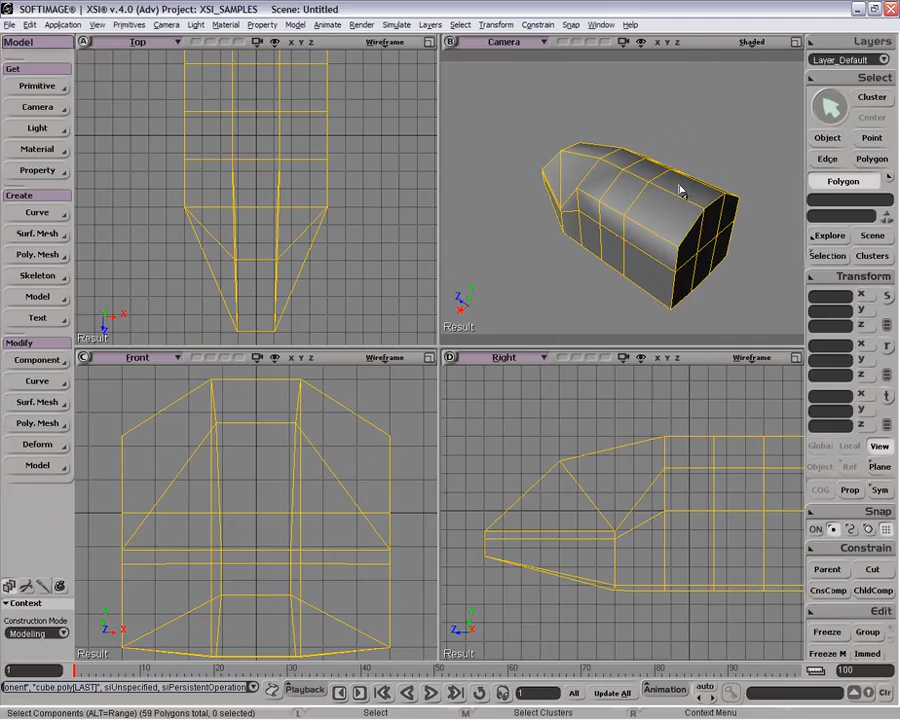 SOFTIMAGE® | XSI® v.4.0 (Adv) Project: XSI_SAMPLES Scene: Untitled
File Edit Application View Display Primitives Camera Material Property Model Animate Render Simulate Layers Select Transform Constrain Snap Window Help
Model
Get
Primitive
Camera
Light
Material
Property
Create
Curve
Surf. Mesh
Poly. Mesh
Skeleton
Model
Text
Modify
Component
Curve
Surf. Mesh
Poly. Mesh
Deform
Model
Context
Construction Mode
Modeling
A Top X Y Z Wireframe
Result
B Camera X Y Z Shaded
Result
C Front X Y Z Wireframe
Result
D Right X Y Z Wireframe
Result
Layers
Layer_Default
Select
Cluster
Center
Object Point
Edge Polygon
Polygon
Explore Scene
Selection Clusters
Transform
x s
y
z
x r
y
z
x t
y
z
Global Local View
Object Ref Plane
COG Prop Sym
Snap
ON
Constrain
Parent Cut
CnsComp ChldComp
Edit
Freeze Group
Freeze M Immed
1 |10 |20 |30 |40 |50 |60 |70 |80 |90 100
onent", "cube.poly[LAST]", siUnspecified, siPersistentOperation
Playback 1 All Update All Animation auto Clr
Select Components (ALT=Range) (59 Polygons total, 0 selected) L Select M Select Clusters R Context Menu